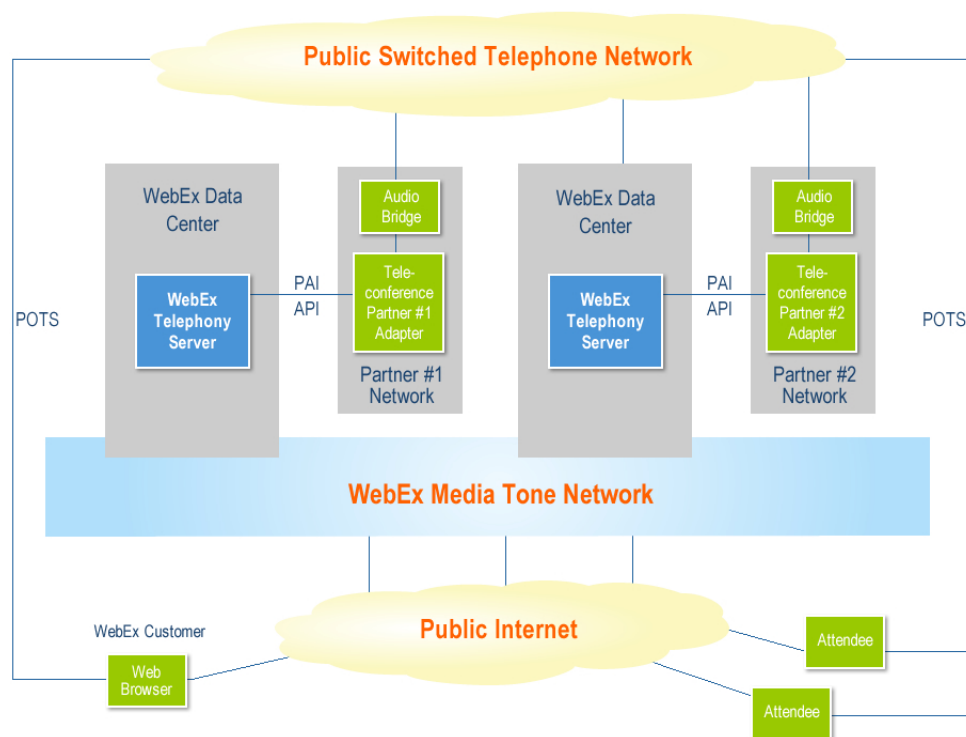 Public Switched Telephone Network
WebEx Data
Center
Audio
Bridge
WebEx
Telephony
Server
PAI
API
Tele-
conference
Partner #1
Adapter
Partner #1
Network
WebEx Data
Center
Audio
Bridge
WebEx
Telephony
Server
PAI
API
Tele-
conference
Partner #2
Adapter
Partner #2
Network
POTS
POTS
WebEx Media Tone Network
Public Internet
WebEx Customer
Web
Browser
Attendee
Attendee